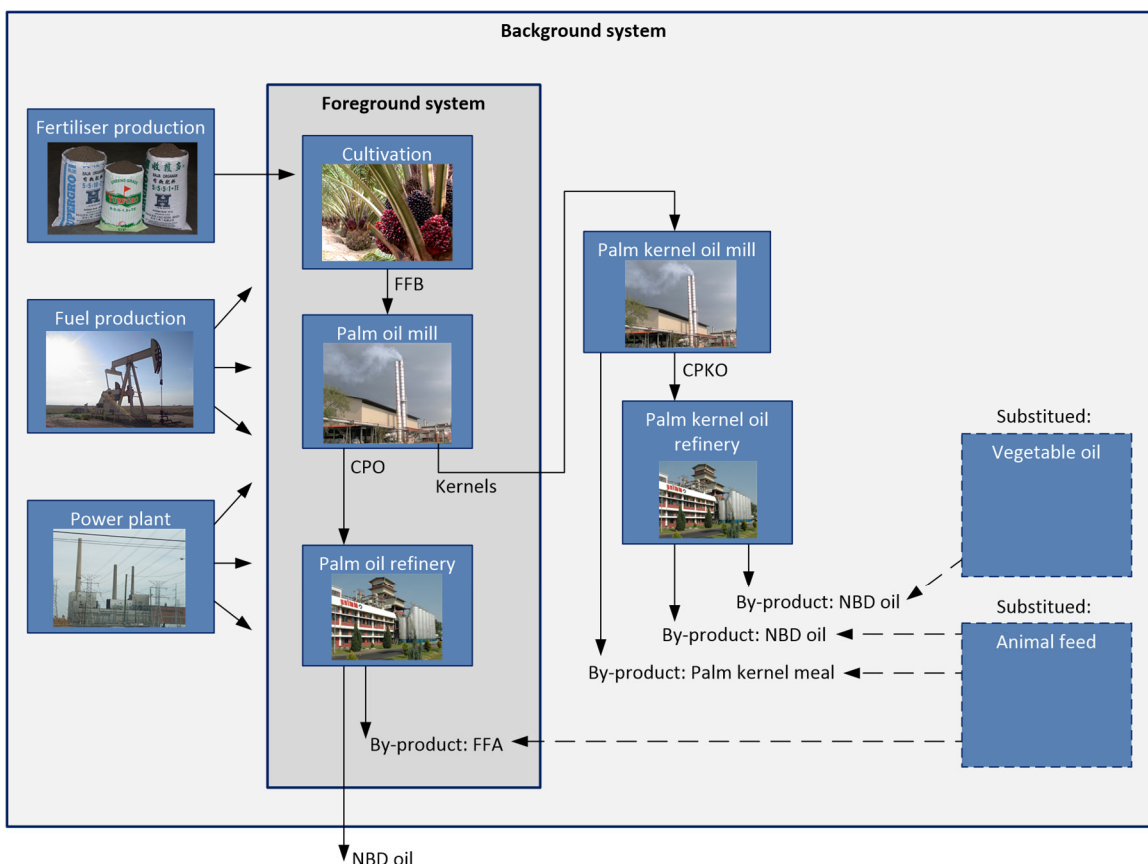 Background system
Foreground system
Fertiliser production
Cultivation
FFB
Fuel production
Palm oil mill
CPO
Kernels
Power plant
Palm oil refinery
By-product: FFA
NBD oil
Palm kernel oil mill
CPKO
Palm kernel oil
refinery
By-product: NBD oil
By-product: NBD oil
By-product: Palm kernel meal
Substitued:
Vegetable oil
Substitued:
Animal feed